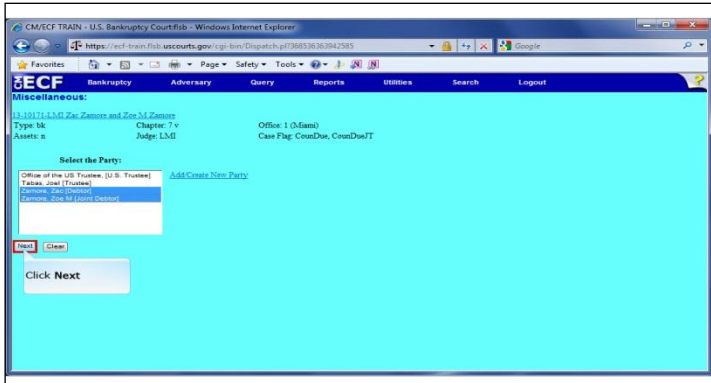 CM/ECF TRAIN - U.S. Bankruptcy Court:flsb - Windows Internet Explorer
https://ecf-train.flsb.uscourts.gov/cgi-bin/Dispatch.pl?368536363942585
Google
Favorites Page Safety Tools
ECF Bankruptcy Adversary Query Reports Utilities Search Logout ?
Miscellaneous:
13-10171-LMI Zac Zamore and Zoe M Zamore
Type: bk Chapter: 7 v Office: 1 (Miami)
Assets: n Judge: LMI Case Flag: CounDue, CounDueJT
Select the Party:
Office of the US Trustee, [U.S. Trustee] Add/Create New Party
Tabas, Joel [Trustee]
Zamore, Zac [Debtor]
Zamore, Zoe M [Joint Debtor]
Next Clear
Click Next